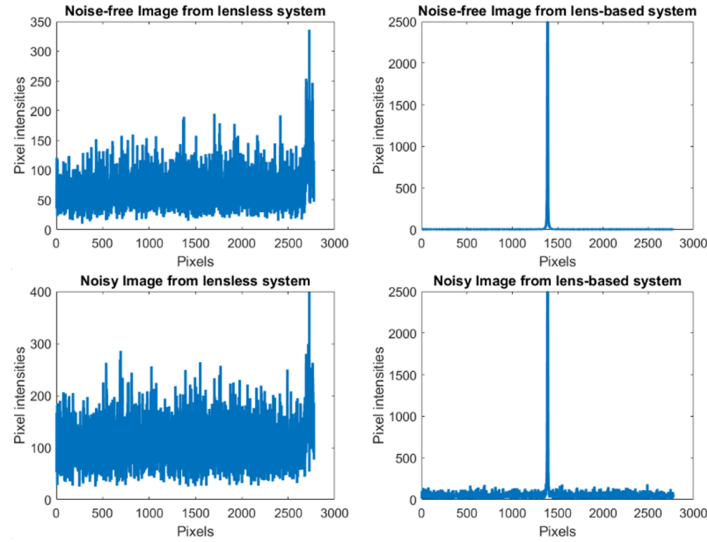 Noise-free Image from lensless system
350
300
250
200
150
100
50
0
Pixel intensities
0 500 1000 1500 2000 2500 3000
Pixels
Noise-free Image from lens-based system
2500
2000
1500
1000
500
0
Pixel intensities
0 500 1000 1500 2000 2500 3000
Pixels
Noisy Image from lensless system
400
300
200
100
0
Pixel intensities
0 500 1000 1500 2000 2500 3000
Pixels
Noisy Image from lens-based system
2500
2000
1500
1000
500
0
Pixel intensities
0 500 1000 1500 2000 2500 3000
Pixels